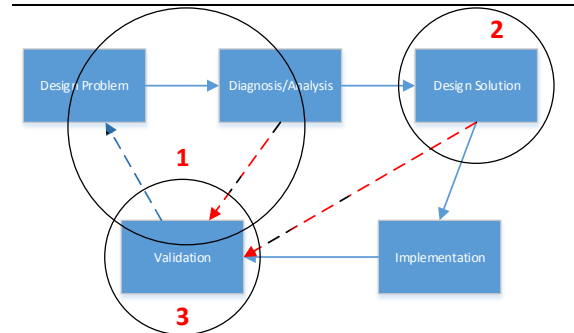 2
Design Problem
Diagnosis/Analysis
Design Solution
1
Validation
Implementation
3